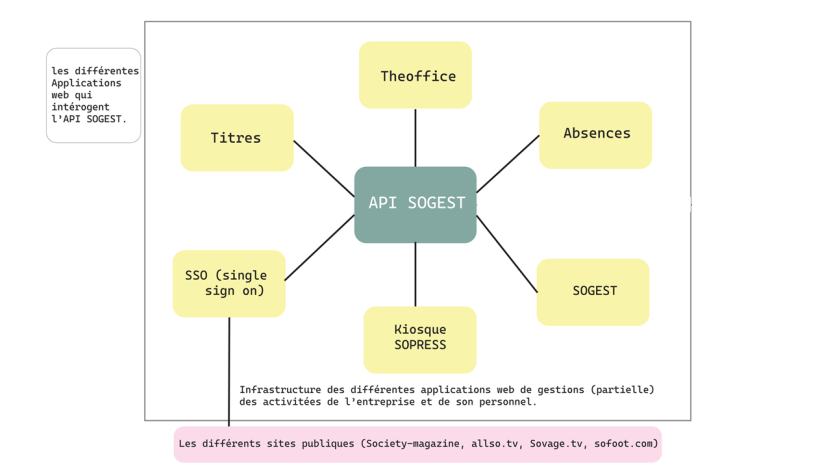 les différentes
Applications
web qui
intérogent
l'API SOGEST.
Theoffice
Titres
Absences
API SOGEST
SSO (single
sign on)
SOGEST
Kiosque
SOPRESS
Infrastructure des différentes applications web de gestions (partielle)
des activitées de l'entreprise et de son personnel.
Les différents sites publiques (Society-magazine, allso.tv, Sovage.tv, sofoot.com)